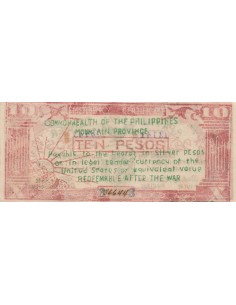 COMMONWEALTH OF THE PHILIPPINES
MOUNTAIN PROVINCE
10 10
TEN PESOS
Payable to the bearer in silver pesos
or in legal tender currency of the
United States of equivalent value
REDEEMABLE AFTER THE WAR